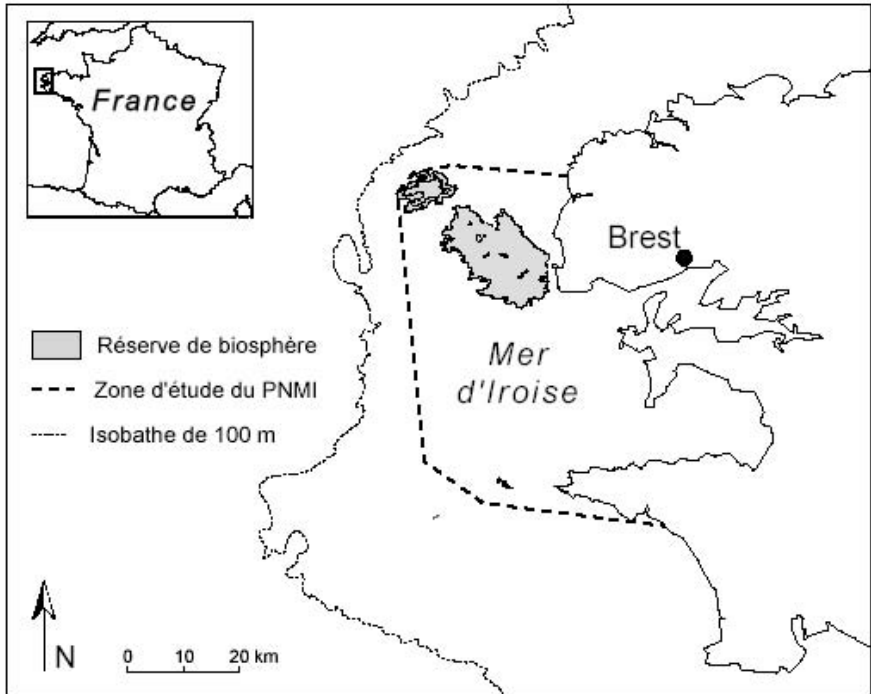 France
Brest
Réserve de biosphère
Mer
d'Iroise
Zone d'étude du PNMI
Isobathe de 100 m
N
0 10 20 km